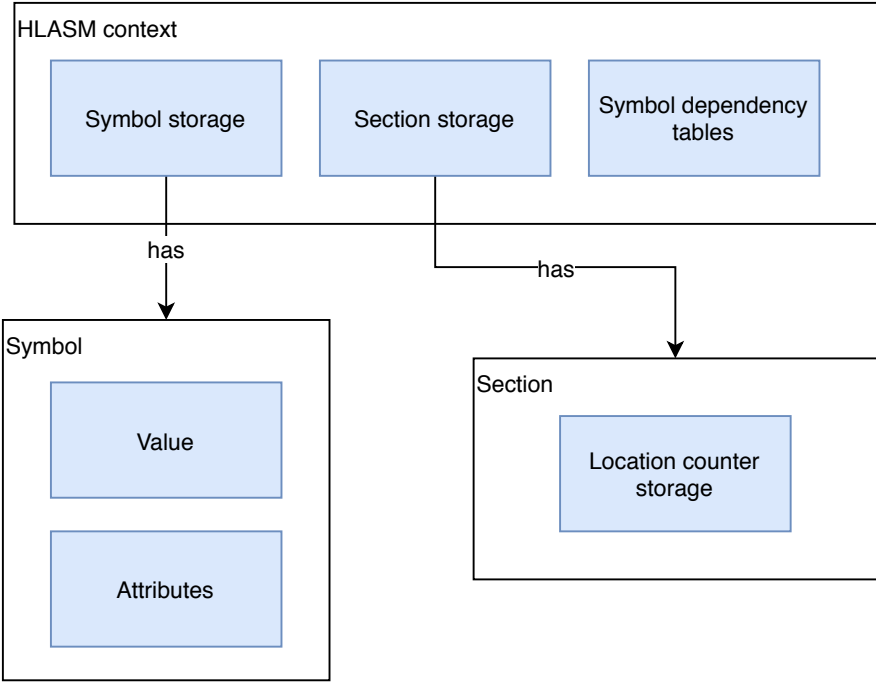 HLASM context
Symbol storage
Section storage
Symbol dependency
tables
has
has
Symbol
Value
Attributes
Section
Location counter
storage